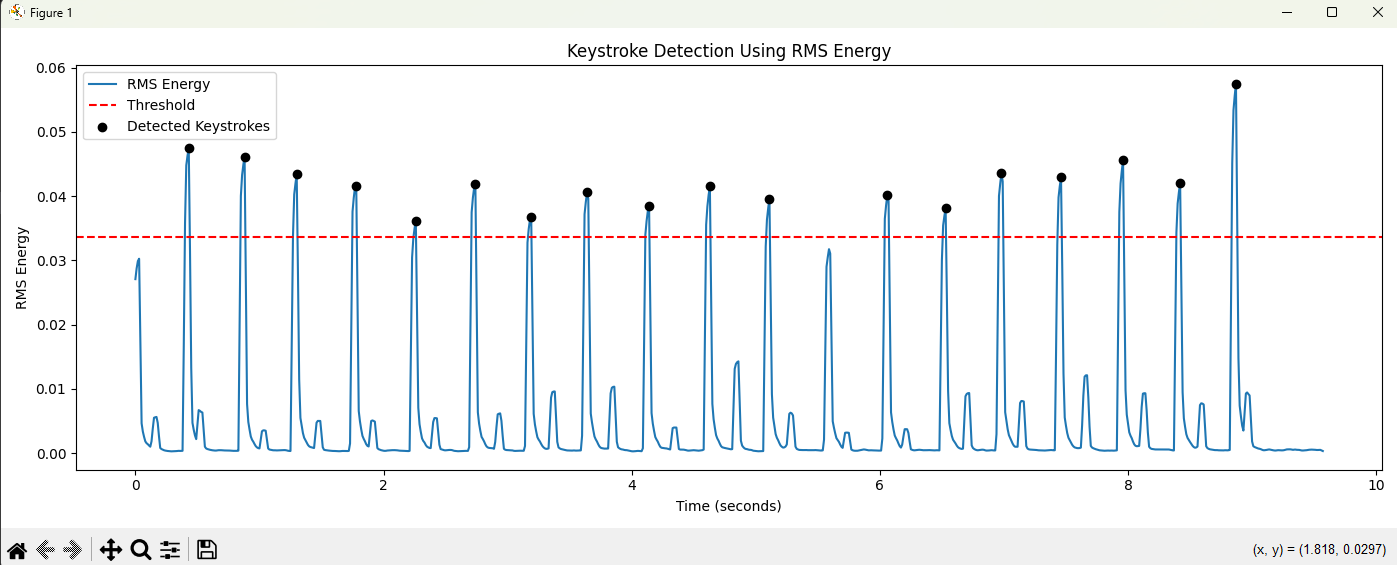 Figure 1
Keystroke Detection Using RMS Energy
RMS Energy
Threshold
Detected Keystrokes
0.06
0.05
0.04
0.03
0.02
0.01
0.00
RMS Energy
0 2 4 6 8 10
Time (seconds)
(x, y) = (1.818, 0.0297)